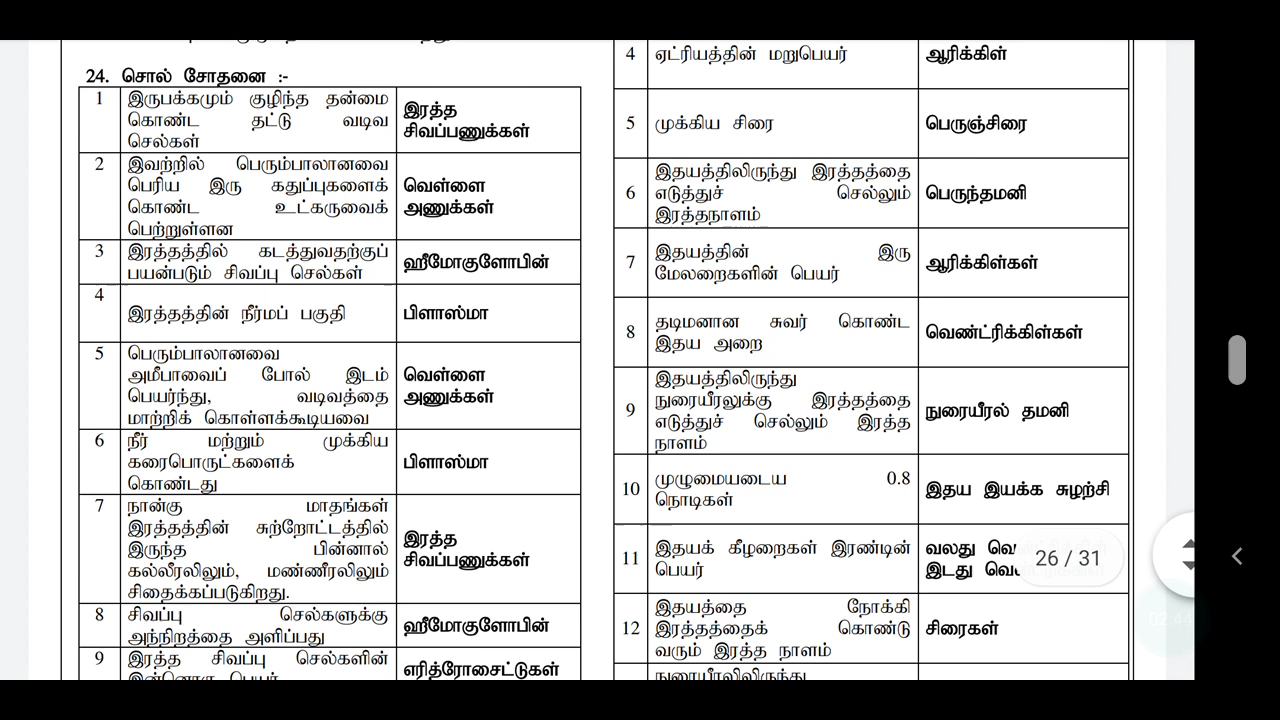 24. சொல் சோதனை :-
1 இருபக்கமும் குழிந்த தன்மை
கொண்ட தட்டு வடிவ
செல்கள்
இரத்த
சிவப்பணுக்கள்
2 இவற்றில் பெரும்பாலானவை
பெரிய இரு கதுப்புகளைக்
கொண்ட உட்கருவைக்
பெற்றுள்ளன
வெள்ளை
அணுக்கள்
3 இரத்தத்தில் கடத்துவதற்குப்
பயன்படும் சிவப்பு செல்கள்
ஹீமோகுளோபின்
4
இரத்தத்தின் நீர்மப் பகுதி பிளாஸ்மா
5 பெரும்பாலானவை
அமீபாவைப் போல் இடம்
பெயர்ந்து, வடிவத்தை
மாற்றிக் கொள்ளக்கூடியவை
வெள்ளை
அணுக்கள்
6 நீர் மற்றும் முக்கிய
கரைபொருட்களைக்
கொண்டது
பிளாஸ்மா
7 நான்கு மாதங்கள்
இரத்தத்தின் சுற்றோட்டத்தில்
இருந்த பின்னால்
கல்லீரலிலும், மண்ணீரலிலும்
சிதைக்கப்படுகிறது.
இரத்த
சிவப்பணுக்கள்
8 சிவப்பு செல்களுக்கு
அந்நிறத்தை அளிப்பது
ஹீமோகுளோபின்
9 இரத்த சிவப்பு செல்களின்
எரித்ரோசைட்டுகள்
4 ஏட்ரியத்தின் மறுபெயர் ஆரிக்கிள்
5 முக்கிய சிரை பெருஞ்சிரை
இதயத்திலிருந்து இரத்தத்தை
6 எடுத்துச் செல்லும் பெருந்தமனி
இரத்தநாளம்
7 இதயத்தின் இரு
மேலறைகளின் பெயர்
ஆரிக்கிள்கள்
8 தடிமனான சுவர் கொண்ட
இதய அறை
வெண்ட்ரிக்கிள்கள்
இதயத்திலிருந்து
9 நுரையீரலுக்கு இரத்தத்தை
எடுத்துச் செல்லும் இரத்த
நாளம்
நுரையீரல் தமனி
10 முழுமையடைய 0.8
நொடிகள்
இதய இயக்க சுழற்சி
11 இதயக் கீழறைகள் இரண்டின்
பெயர்
வலது
இடது
26 / 31
இதயத்தை நோக்கி
12 இரத்தத்தைக் கொண்டு சிரைகள்
வரும் இரத்த நாளம்
02:44